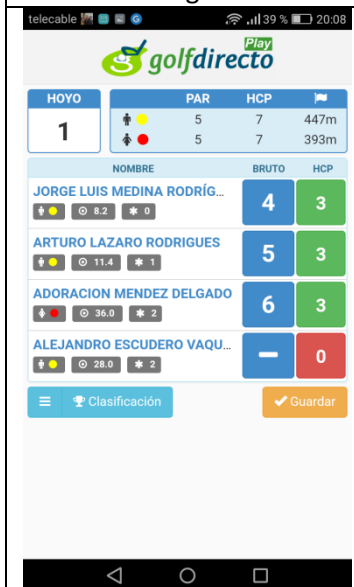 telecable 39 % 20:08
Play
golfdirecto
HOYO PAR HCP
1
5 7 447m
5 7 393m
NOMBRE BRUTO HCP
JORGE LUIS MEDINA RODRÍG... 4 3
8.2 0
ARTURO LAZARO RODRIGUES 5 3
11.4 1
ADORACION MENDEZ DELGADO 6 3
36.0 2
ALEJANDRO ESCUDERO VAQU... – 0
28.0 2
Clasificación Guardar